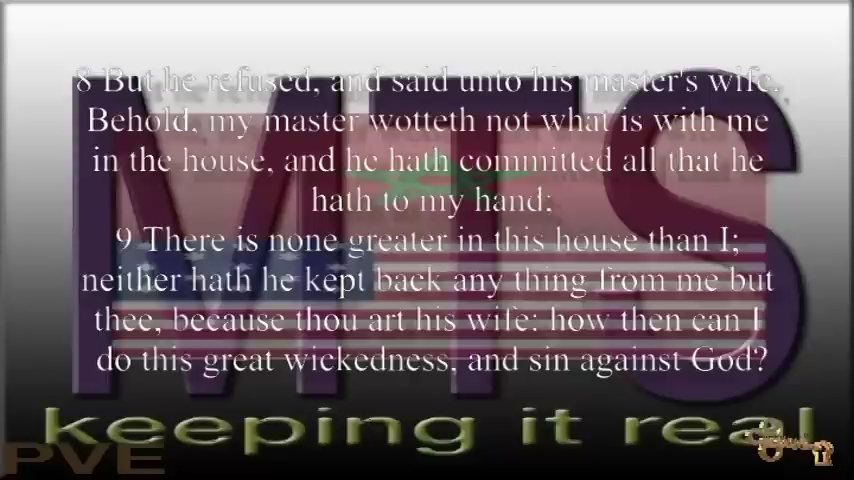 8 But he refused, and said unto his master's wife,
Behold, my master wotteth not what is with me
in the house, and he hath committed all that he
hath to my hand;
9 There is none greater in this house than I;
neither hath he kept back any thing from me but
thee, because thou art his wife: how then can I
do this great wickedness, and sin against God?
MTS
keeping it real
PVE